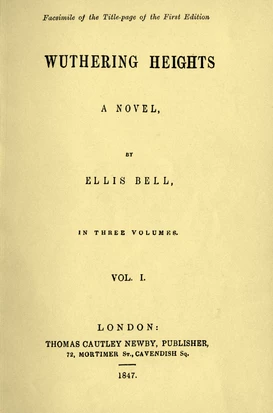 Facsimile of the Title-page of the First Edition
WUTHERING HEIGHTS
A NOVEL,
BY
ELLIS BELL,
IN THREE VOLUMES.
VOL. I.
LONDON:
THOMAS CAUTLEY NEWBY, PUBLISHER,
72, MORTIMER ST., CAVENDISH SQ.
1847.